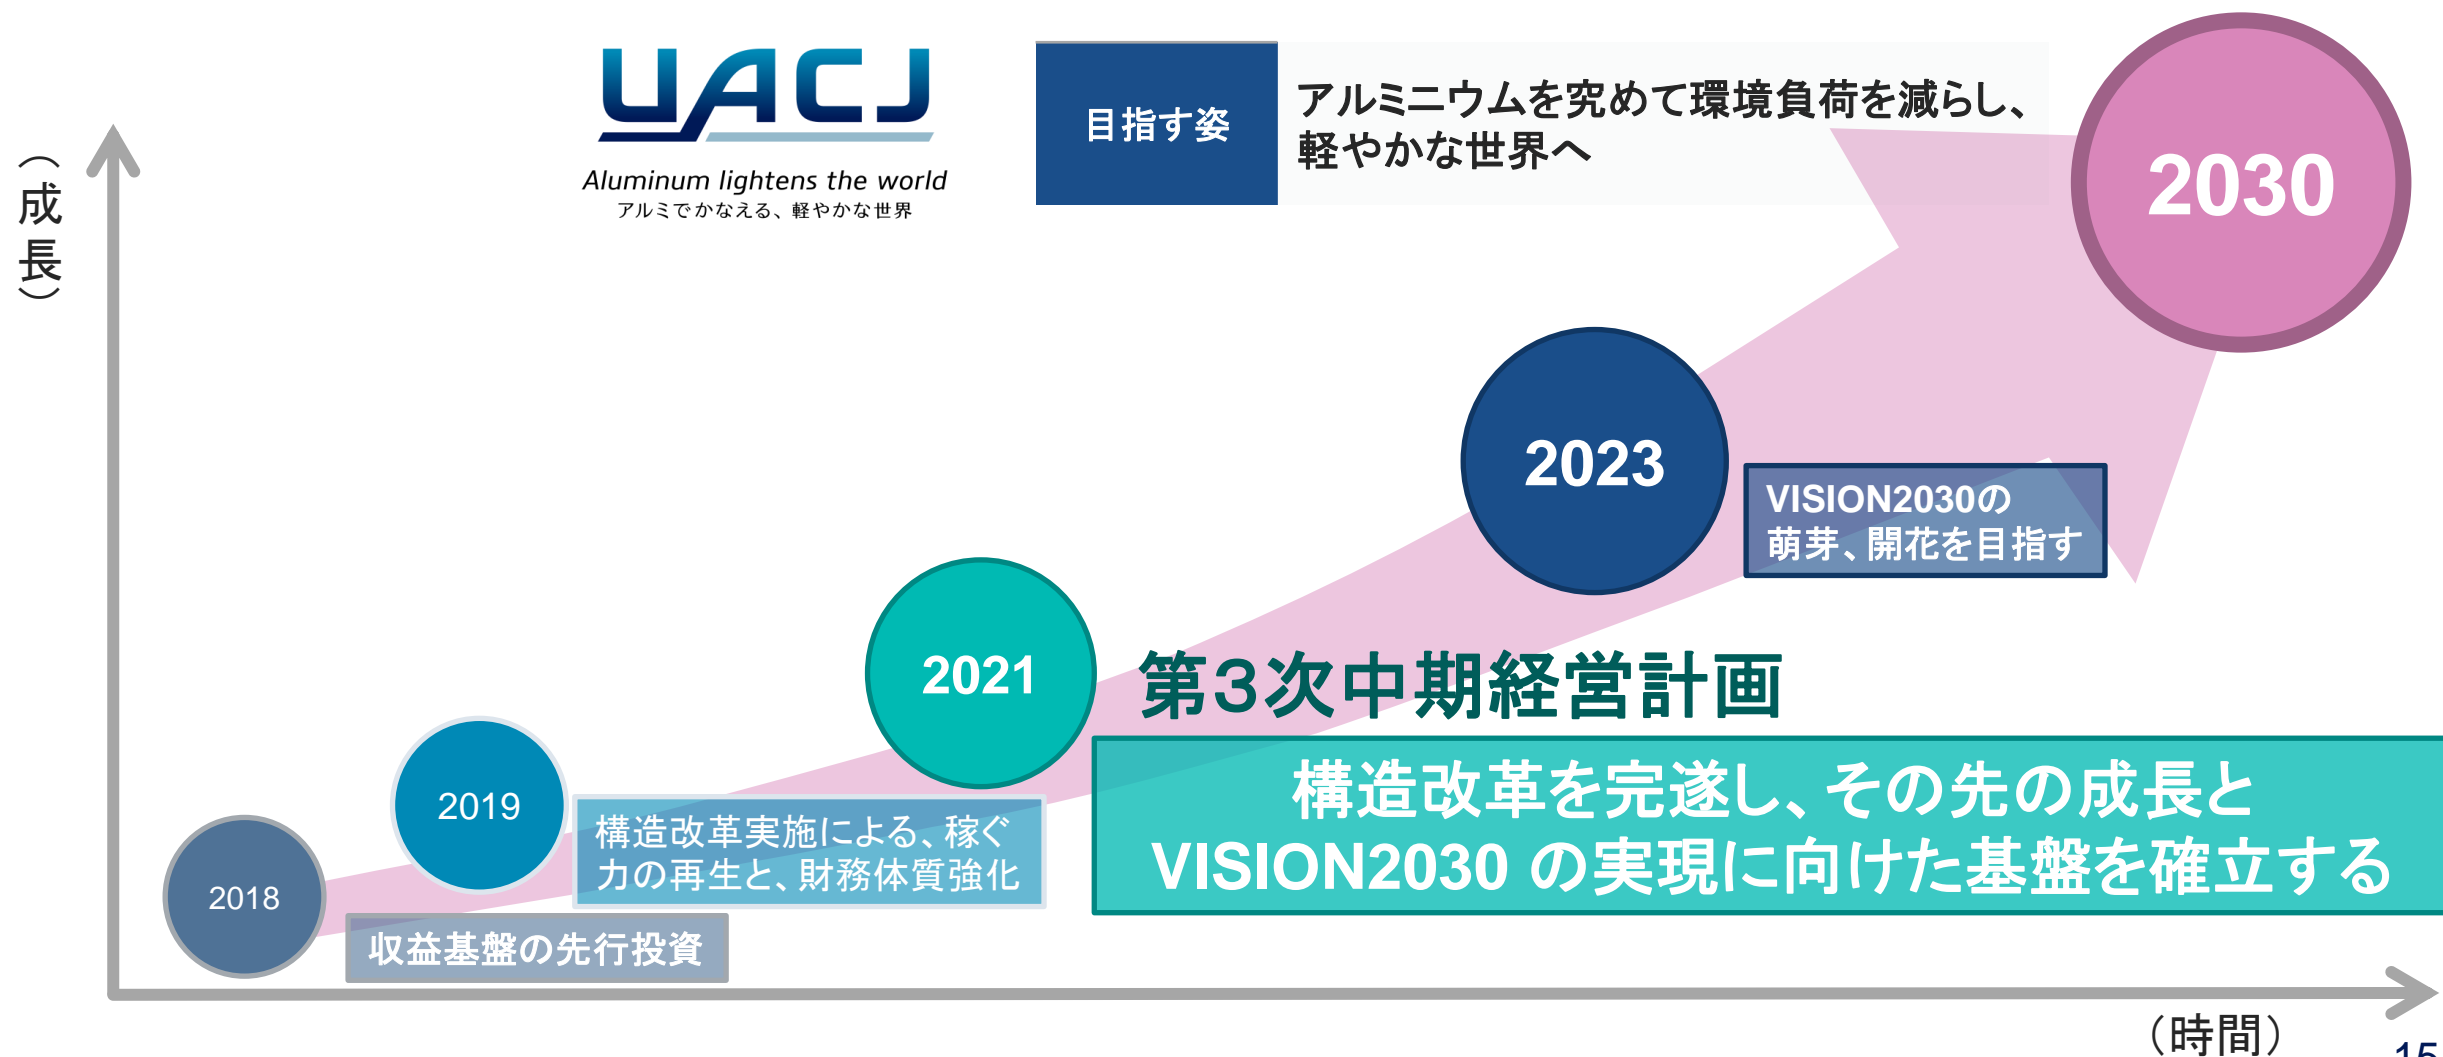 UACJ
Aluminum lightens the world
アルミでかなえる、軽やかな世界
目指す姿
アルミニウムを究めて環境負荷を減らし、
軽やかな世界へ
2030
（成長）
2023
VISION2030の
萌芽、開花を目指す
2021
第３次中期経営計画
構造改革を完遂し、その先の成長と
VISION2030 の実現に向けた基盤を確立する
2019
構造改革実施による、稼ぐ
力の再生と、財務体質強化
2018
収益基盤の先行投資
（時間）
15